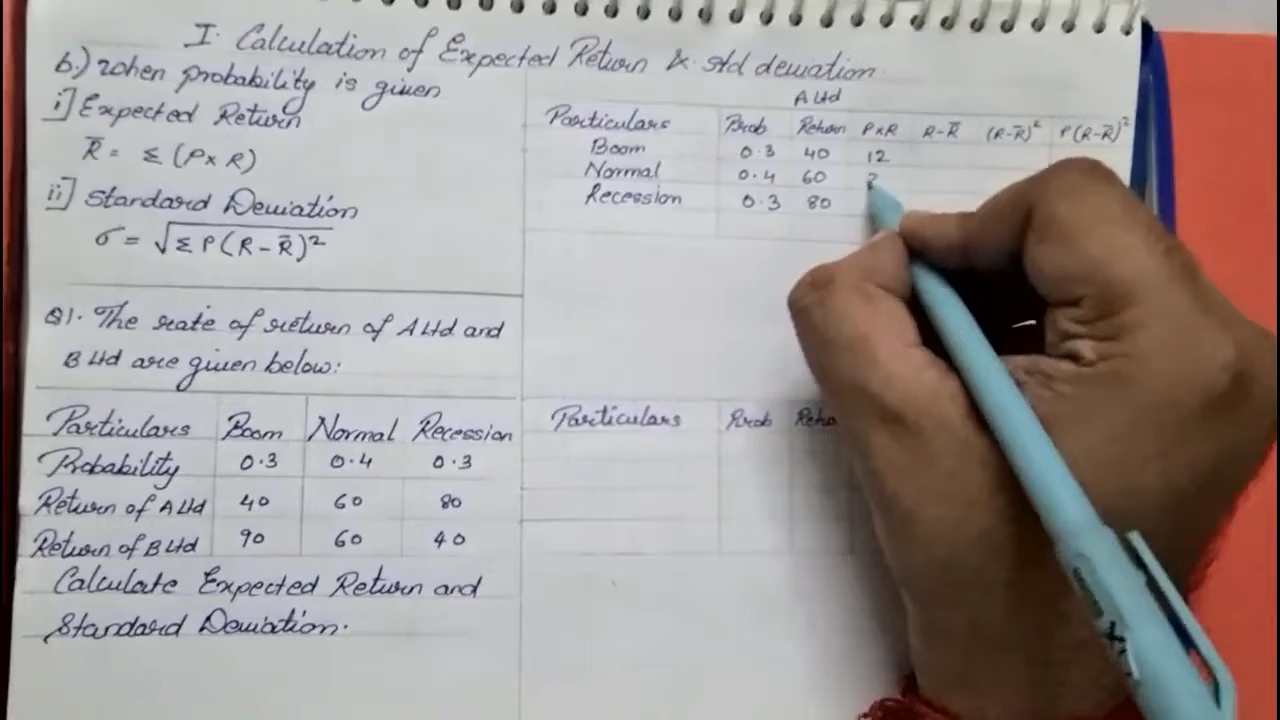 I. Calculation of Expected Return & std deviation
b.) When probability is given
i] Expected Return
R̄ = Σ (P x R)
ii] Standard Deviation
σ = √Σ P(R - R̄)²
Q1. The rate of return of A Ltd and
B Ltd are given below:
Particulars Boom Normal Recession
Probability 0.3 0.4 0.3
Return of A Ltd 40 60 80
Return of B Ltd 90 60 40
Calculate Expected Return and
Standard Deviation.
A Ltd
Particulars Prob Return PxR R-R̄ (R-R̄)² P(R-R̄)²
Boom 0.3 40 12
Normal 0.4 60 2
Recession 0.3 80
Particulars Prob